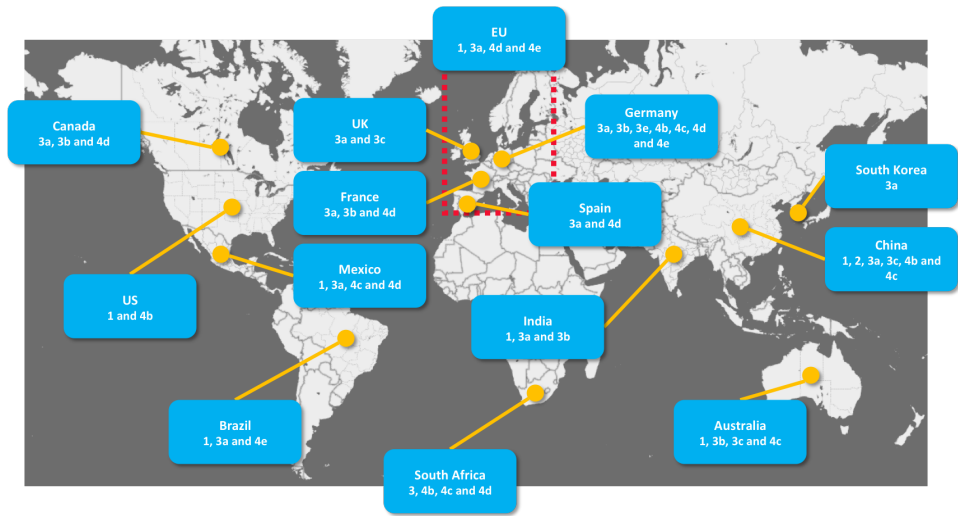 EU
1, 3a, 4d and 4e
Canada
3a, 3b and 4d
UK
3a and 3c
Germany
3a, 3b, 3e, 4b, 4c, 4d
and 4e
South Korea
3a
France
3a, 3b and 4d
Spain
3a and 4d
China
1, 2, 3a, 3c, 4b and
4c
Mexico
1, 3a, 4c and 4d
US
1 and 4b
India
1, 3a and 3b
Brazil
1, 3a and 4e
Australia
1, 3b, 3c and 4c
South Africa
3, 4b, 4c and 4d